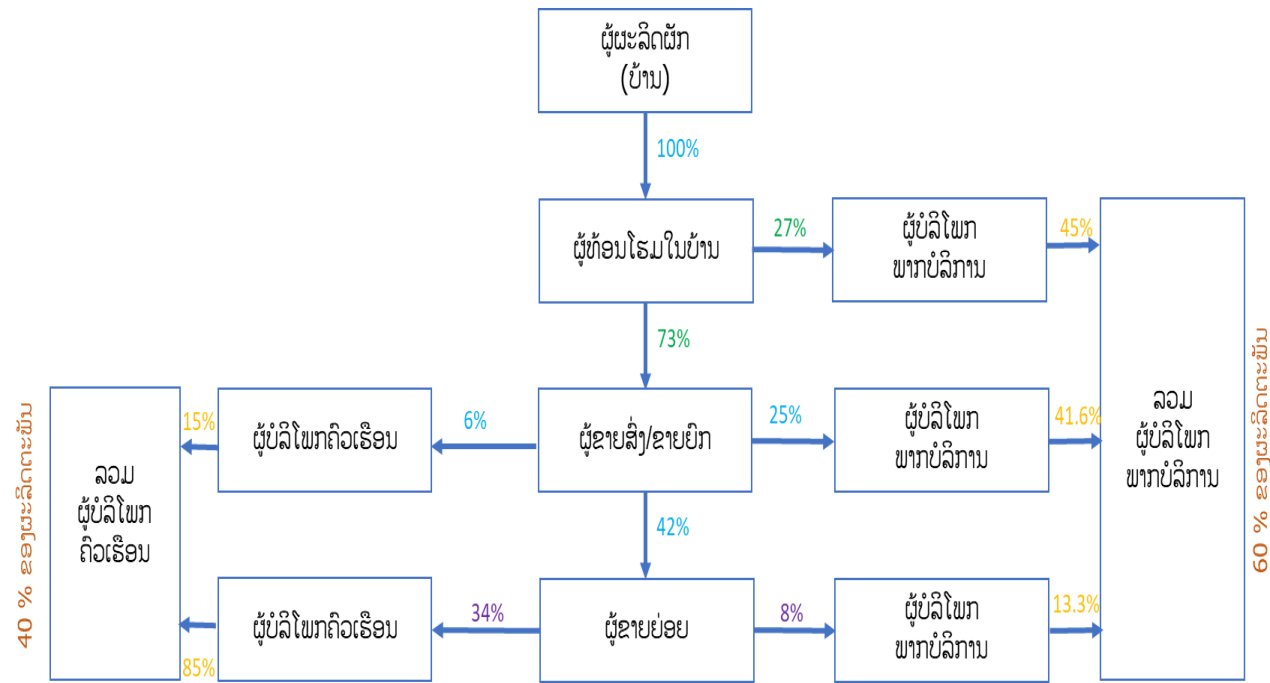 ຜູ້ຜະລິດຜັກ
(ບ້ານ)
100%
ຜູ້ທ້ອນໂຮມໃນບ້ານ
27%
ຜູ້ບໍລິໂພກ
ພາກບໍລິການ
45%
73%
40 % ຂອງຜະລິດຕະພັນ
ລວມ
ຜູ້ບໍລິໂພກ
ຄົວເຮືອນ
15%
ຜູ້ບໍລິໂພກຄົວເຮືອນ
6%
ຜູ້ຂາຍສົ່ງ/ຂາຍຍົກ
25%
ຜູ້ບໍລິໂພກ
ພາກບໍລິການ
41.6%
ລວມ
ຜູ້ບໍລິໂພກ
ພາກບໍລິການ
60 % ຂອງຜະລິດຕະພັນ
42%
85%
ຜູ້ບໍລິໂພກຄົວເຮືອນ
34%
ຜູ້ຂາຍຍ່ອຍ
8%
ຜູ້ບໍລິໂພກ
ພາກບໍລິການ
13.3%